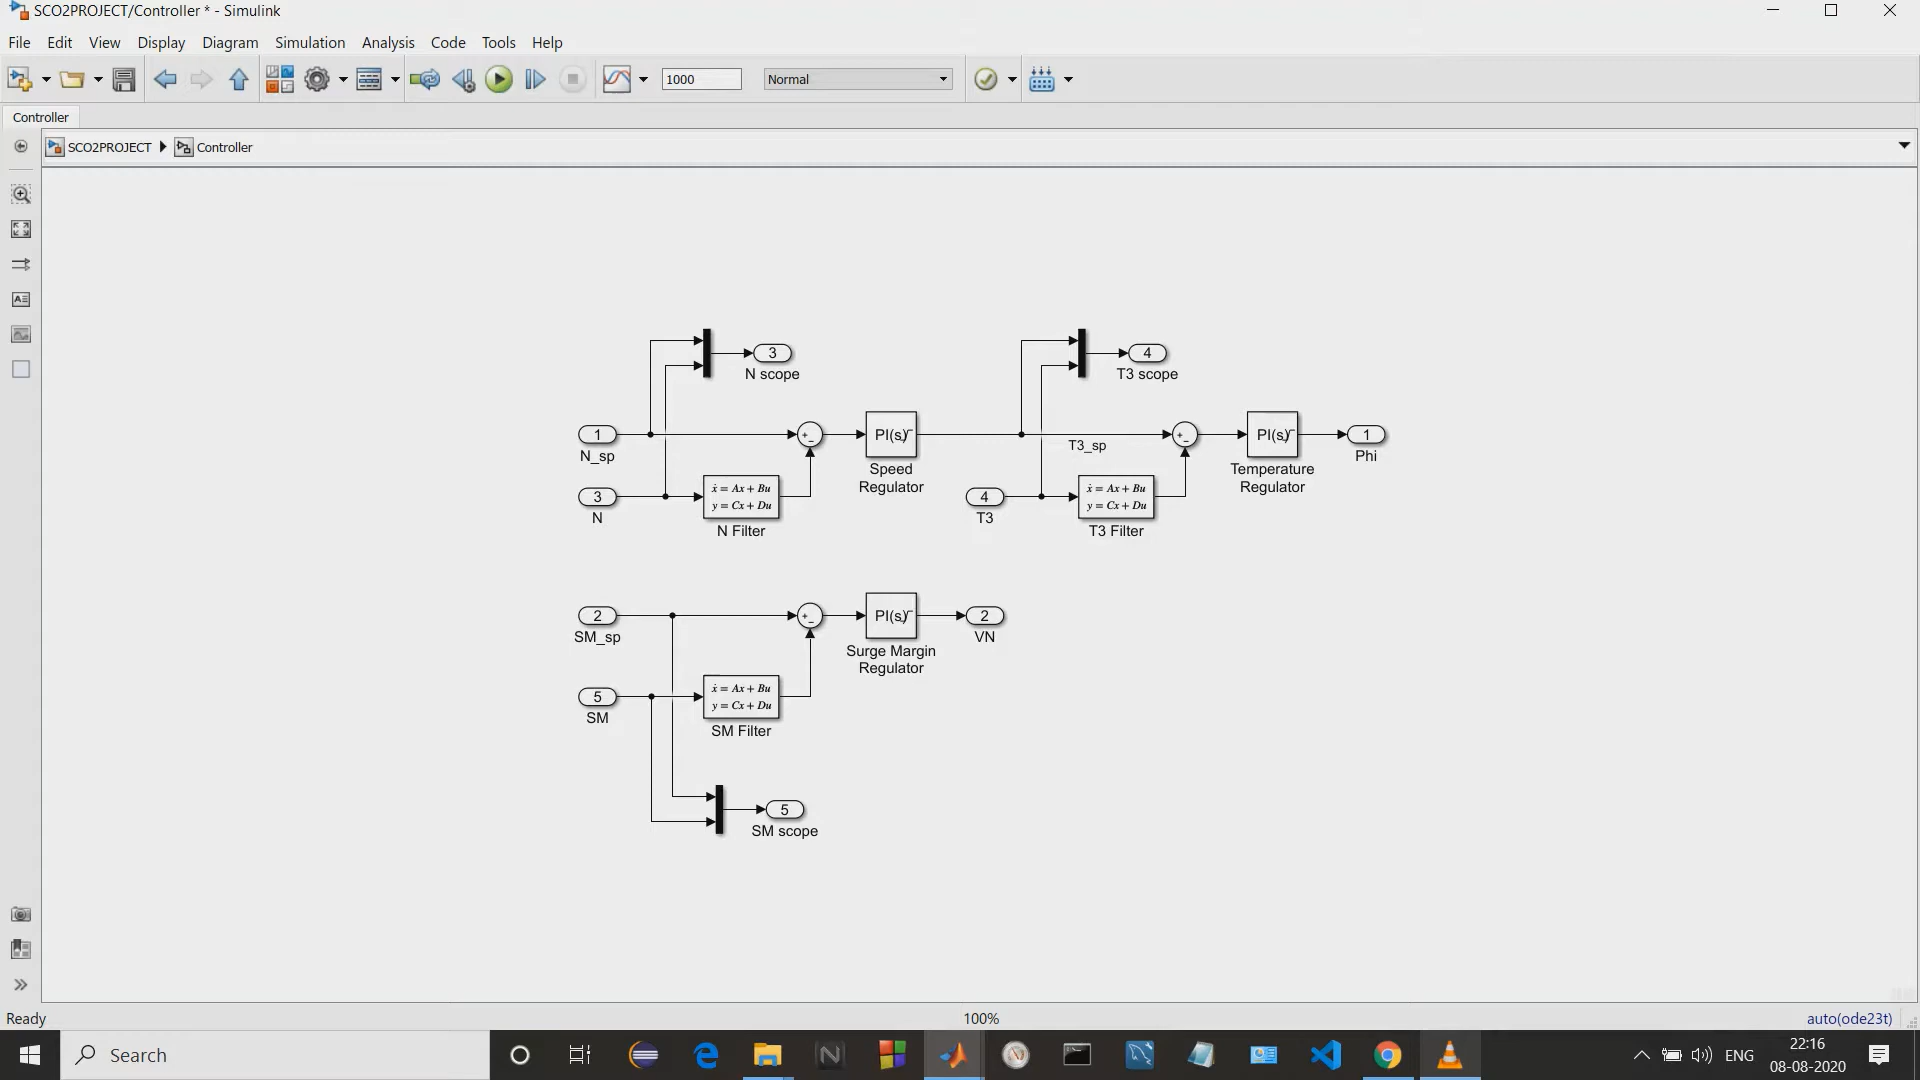 SCO2PROJECT/Controller * - Simulink
File Edit View Display Diagram Simulation Analysis Code Tools Help
1000 Normal
Controller
SCO2PROJECT Controller
3
N scope
4
T3 scope
1
N_sp
+
-
PI(s)
Speed
Regulator
T3_sp
+
-
PI(s)
Temperature
Regulator
1
Phi
3
N
ẋ = Ax + Bu
y = Cx + Du
N Filter
4
T3
ẋ = Ax + Bu
y = Cx + Du
T3 Filter
2
SM_sp
+
-
PI(s)
Surge Margin
Regulator
2
VN
5
SM
ẋ = Ax + Bu
y = Cx + Du
SM Filter
5
SM scope
Ready 100% auto(ode23t)
Search
ENG
22:16
08-08-2020